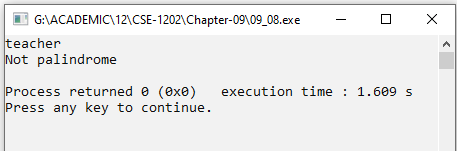 G:\ACADEMIC\12\CSE-1202\Chapter-09\09_08.exe
teacher
Not palindrome
Process returned 0 (0x0)   execution time : 1.609 s
Press any key to continue.